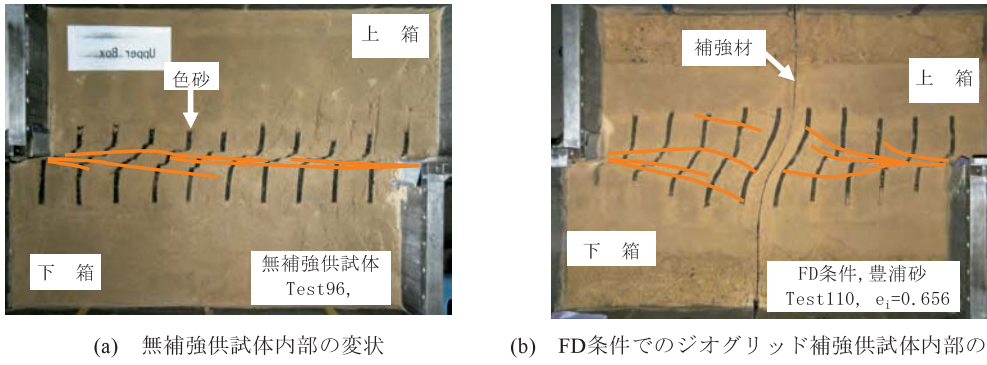 上 箱
Upper Box
色砂
下 箱
無補強供試体
Test96,
(a) 無補強供試体内部の変状
補強材
上 箱
下 箱
FD条件,豊浦砂
Test110, ei=0.656
(b) FD条件でのジオグリッド補強供試体内部の